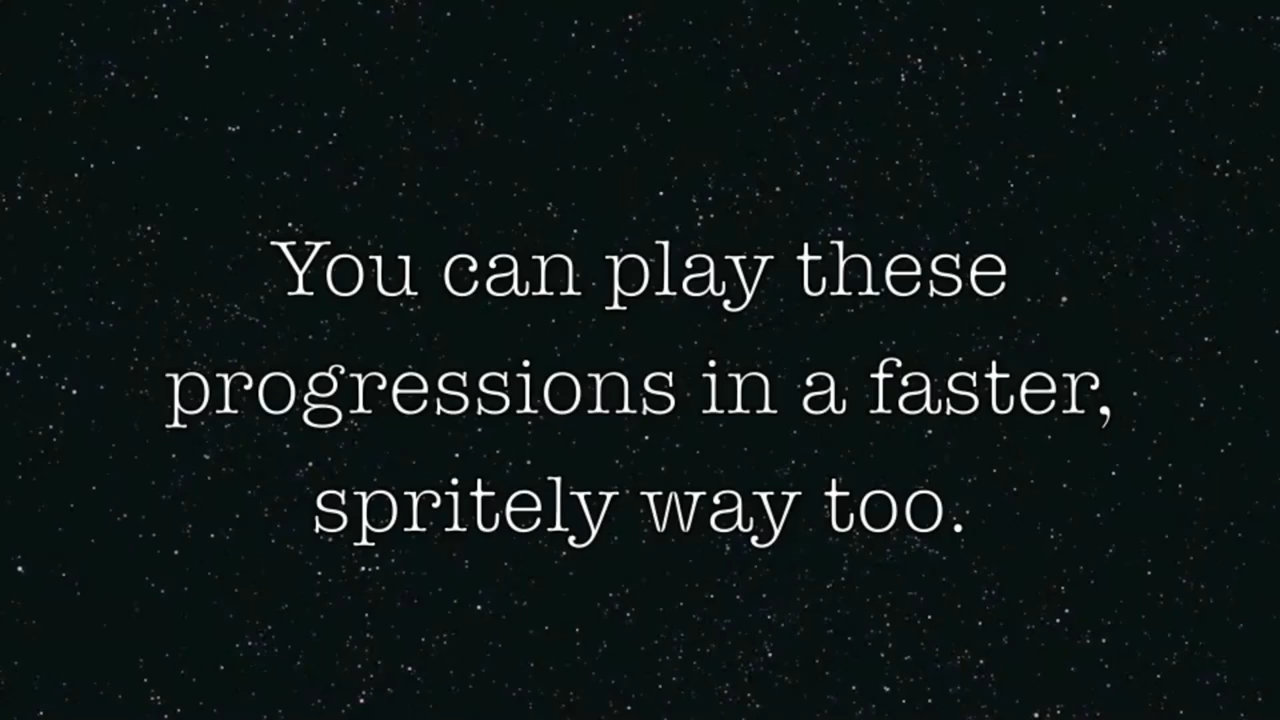 You can play these
progressions in a faster,
spritely way too.